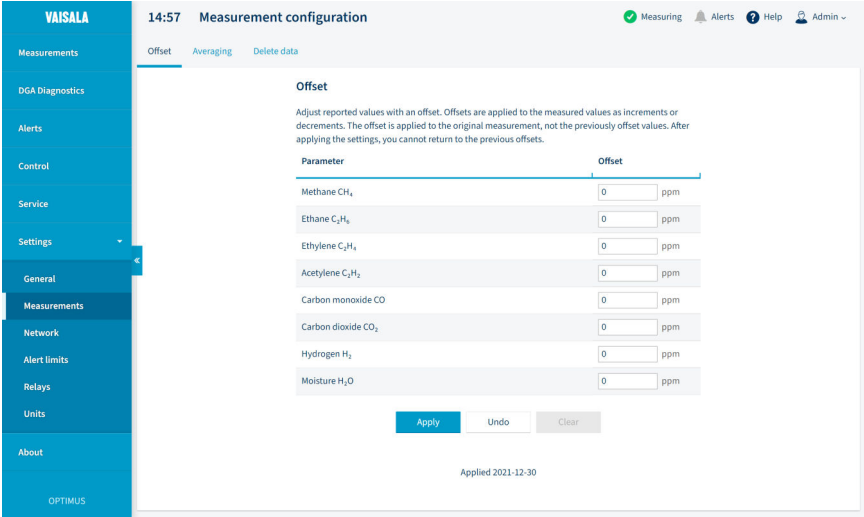 VAISALA
14:57 Measurement configuration
Measuring
Alerts
Help
Admin
Measurements
DGA Diagnostics
Alerts
Control
Service
Settings
General
Measurements
Network
Alert limits
Relays
Units
About
OPTIMUS
Offset
Averaging
Delete data
Offset
Adjust reported values with an offset. Offsets are applied to the measured values as increments or
decrements. The offset is applied to the original measurement, not the previously offset values. After
applying the settings, you cannot return to the previous offsets.
Parameter Offset
Methane CH₄ 0 ppm
Ethane C₂H₆ 0 ppm
Ethylene C₂H₄ 0 ppm
Acetylene C₂H₂ 0 ppm
Carbon monoxide CO 0 ppm
Carbon dioxide CO₂ 0 ppm
Hydrogen H₂ 0 ppm
Moisture H₂O 0 ppm
Apply Undo Clear
Applied 2021-12-30